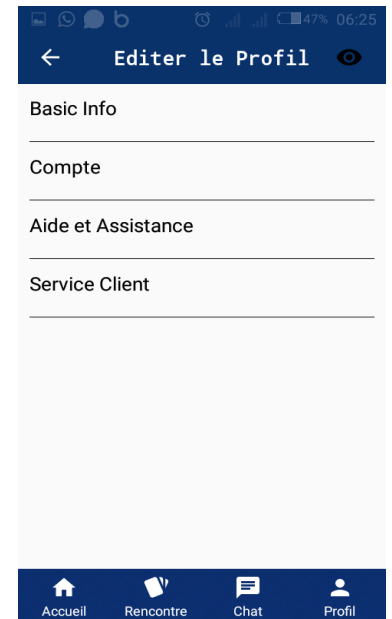 47% 06:25
Editer le Profil
Basic Info
Compte
Aide et Assistance
Service Client
Accueil Rencontre Chat Profil